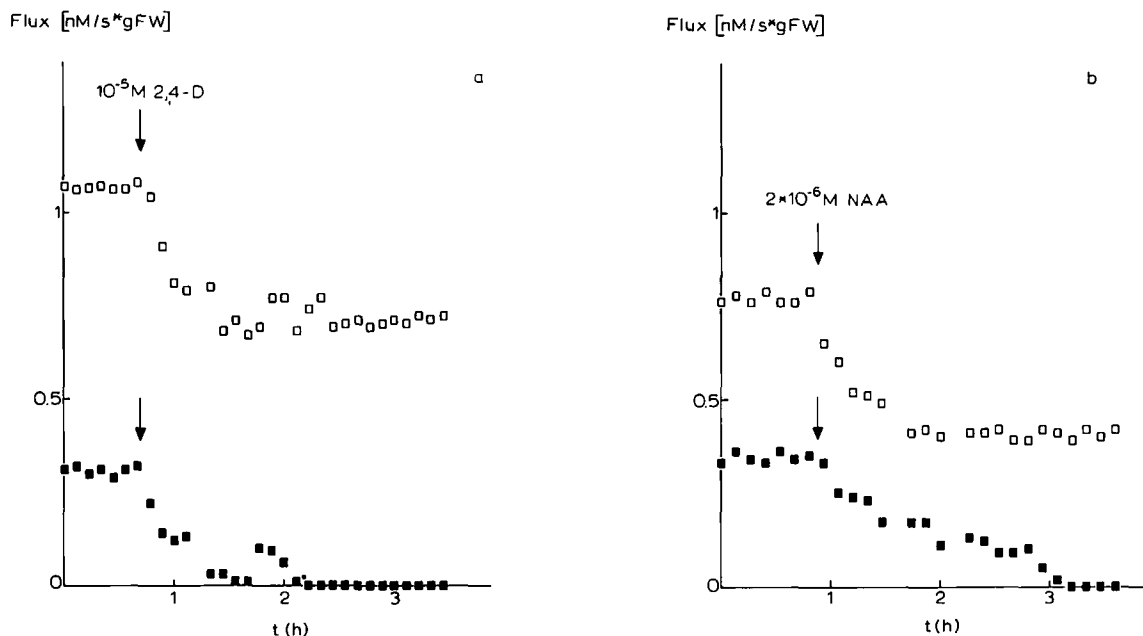 Flux [nM/s*gFW]
a
10⁻⁵M 2,4-D
1
0.5
0
1
2
3
t(h)
Flux [nM/s*gFW]
b
2*10⁻⁶M NAA
1
0.5
0
1
2
3
t(h)